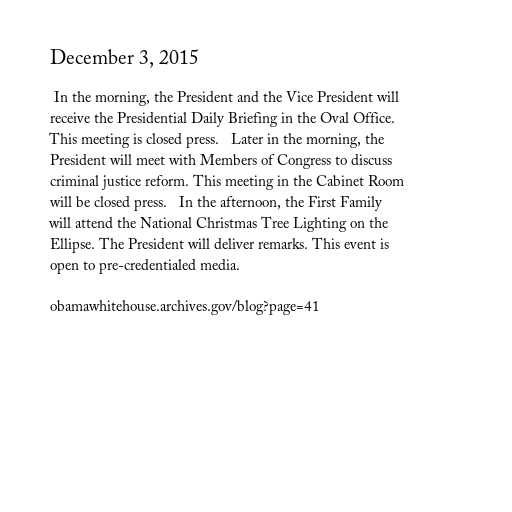 December 3, 2015
In the morning, the President and the Vice President will
receive the Presidential Daily Briefing in the Oval Office.
This meeting is closed press.   Later in the morning, the
President will meet with Members of Congress to discuss
criminal justice reform. This meeting in the Cabinet Room
will be closed press.   In the afternoon, the First Family
will attend the National Christmas Tree Lighting on the
Ellipse. The President will deliver remarks. This event is
open to pre-credentialed media.
obamawhitehouse.archives.gov/blog?page=41